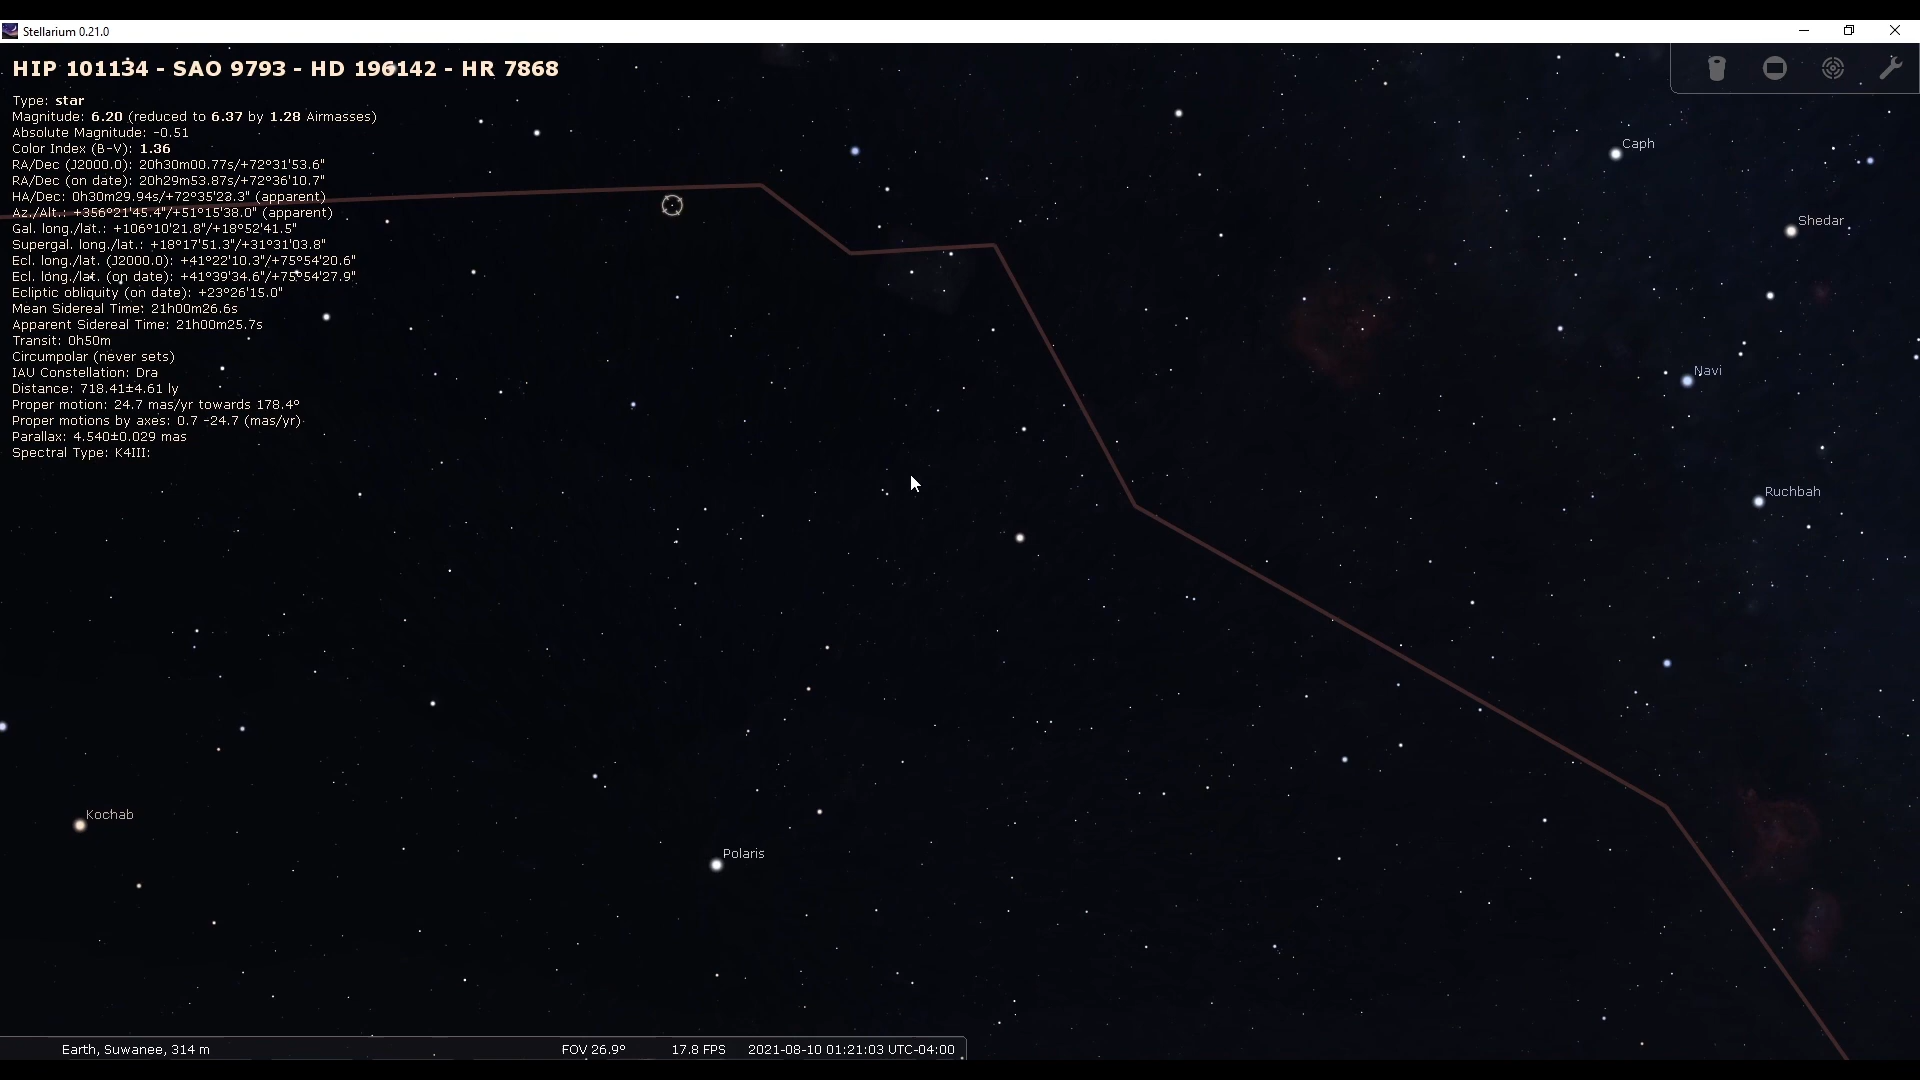 Stellarium 0.21.0
HIP 101134 - SAO 9793 - HD 196142 - HR 7868
Type: star
Magnitude: 6.20 (reduced to 6.37 by 1.28 Airmasses)
Absolute Magnitude: -0.51
Color Index (B-V): 1.36
RA/Dec (J2000.0): 20h30m00.77s/+72°31'53.6"
RA/Dec (on date): 20h29m53.87s/+72°36'10.7"
HA/Dec: 0h30m29.94s/+72°35'23.3" (apparent)
Az./Alt.: +356°21'45.4"/+51°15'38.0" (apparent)
Gal. long./lat.: +106°10'21.8"/+18°52'41.5"
Supergal. long./lat.: +18°17'51.3"/+31°31'03.8"
Ecl. long./lat. (J2000.0): +41°22'10.3"/+75°54'20.6"
Ecl. long./lat. (on date): +41°39'34.6"/+75°54'27.9"
Ecliptic obliquity (on date): +23°26'15.0"
Mean Sidereal Time: 21h00m26.6s
Apparent Sidereal Time: 21h00m25.7s
Transit: 0h50m
Circumpolar (never sets)
IAU Constellation: Dra
Distance: 718.41±4.61 ly
Proper motion: 24.7 mas/yr towards 178.4°
Proper motions by axes: 0.7 -24.7 (mas/yr)
Parallax: 4.540±0.029 mas
Spectral Type: K4III:
Caph
Shedar
Navi
Ruchbah
Kochab
Polaris
Earth, Suwanee, 314 m
FOV 26.9° 17.8 FPS 2021-08-10 01:21:03 UTC-04:00